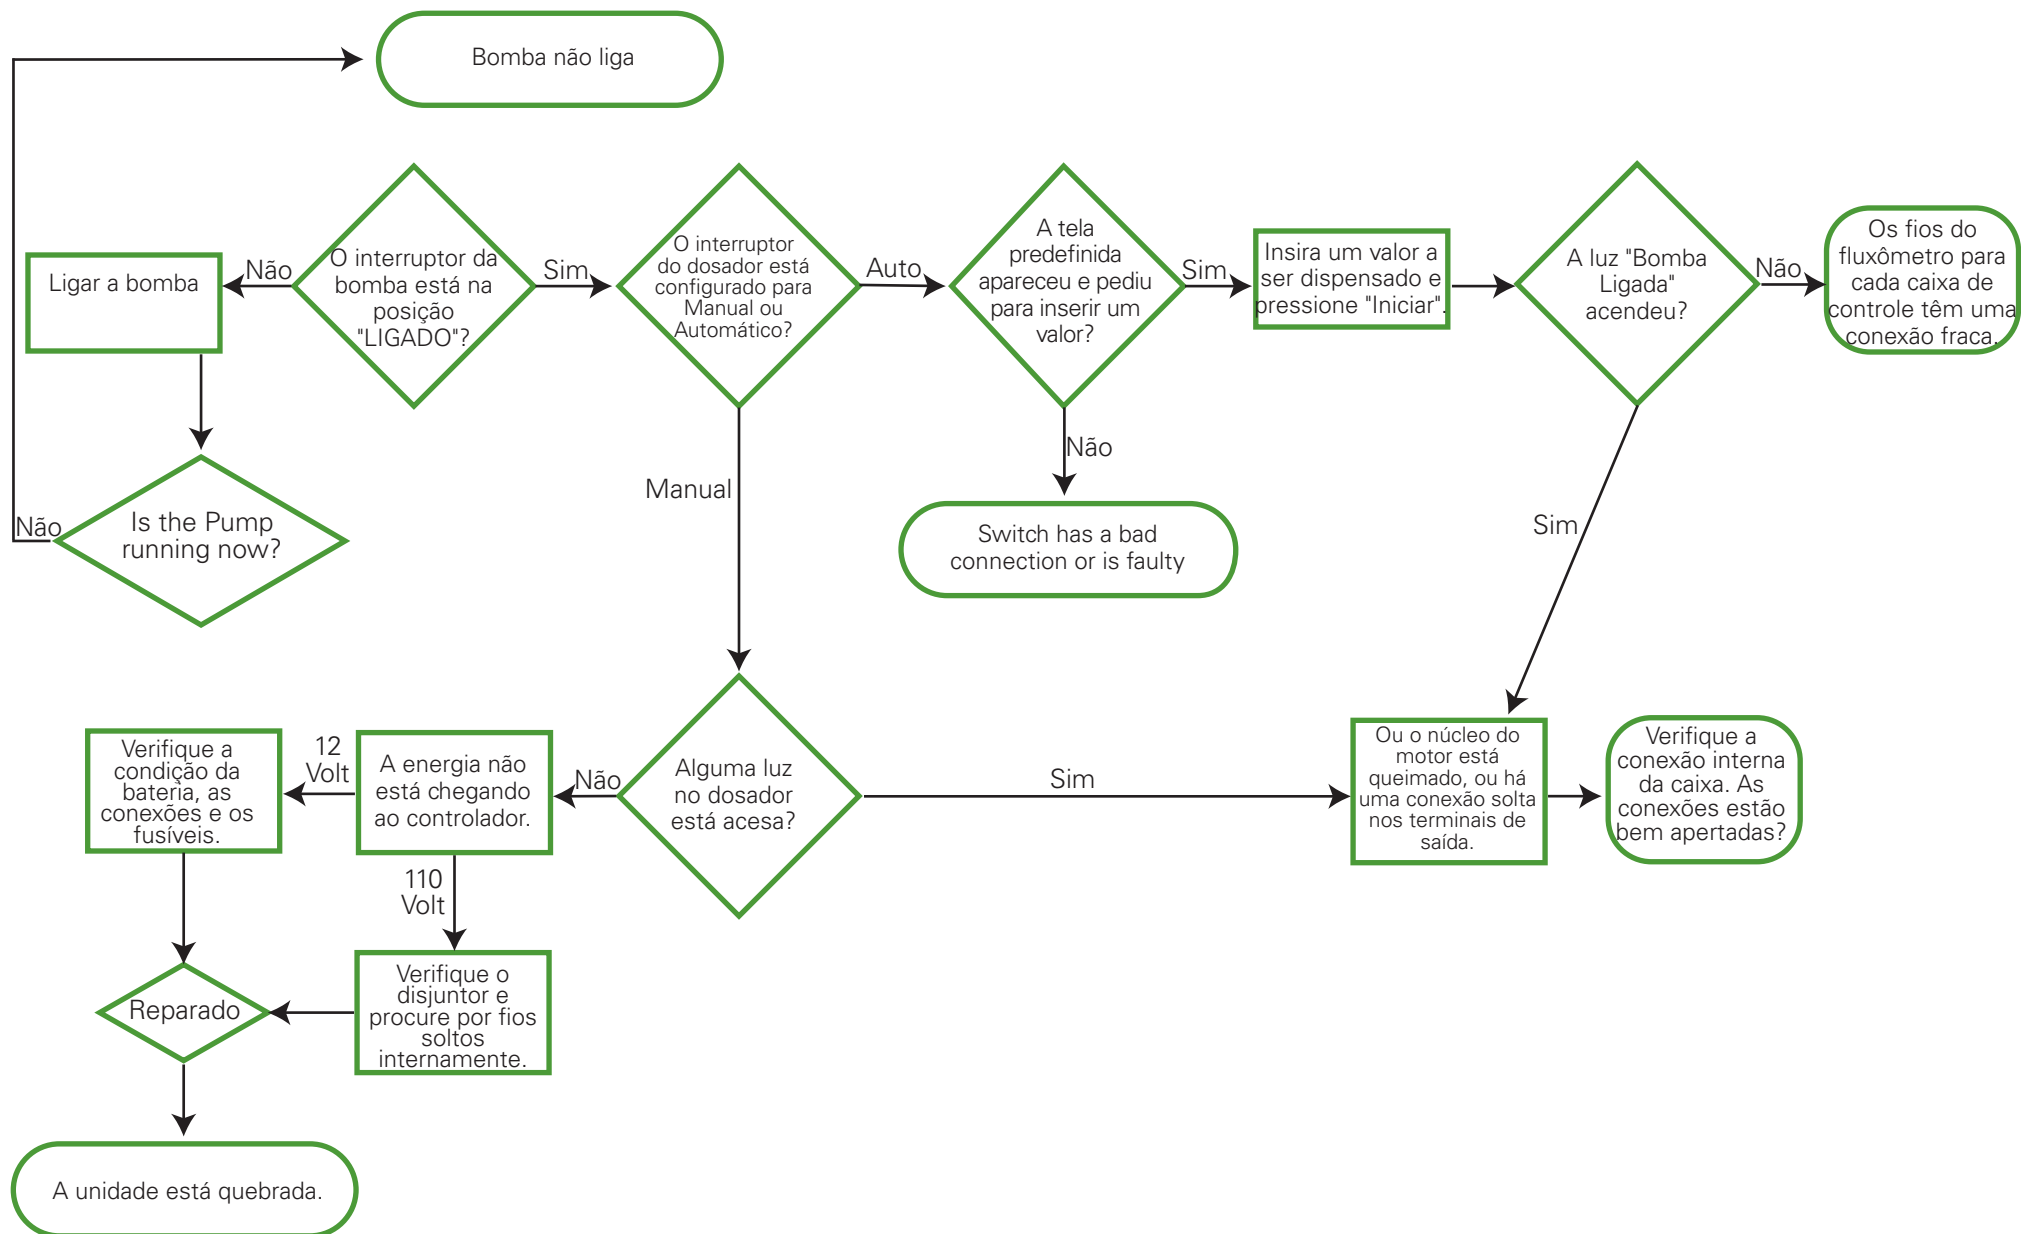 Bomba não liga
Ligar a bomba
Não
O interruptor da
bomba está na
posição
"LIGADO"?
Sim
O interruptor
do dosador está
configurado para
Manual ou
Automático?
Auto
A tela
predefinida
apareceu e pediu
para inserir um
valor?
Sim
Insira um valor a
ser dispensado e
pressione "Iniciar".
A luz "Bomba
Ligada"
acendeu?
Não
Os fios do
fluxômetro para
cada caixa de
controle têm uma
conexão fraca.
Não
Is the Pump
running now?
Manual
Não
Switch has a bad
connection or is faulty
Sim
Verifique a
condição da
bateria, as
conexões e os
fusíveis.
12
Volt
A energia não
está chegando
ao controlador.
Não
Alguma luz
no dosador
está acesa?
Sim
Ou o núcleo do
motor está
queimado, ou há
uma conexão solta
nos terminais de
saída.
Verifique a
conexão interna
da caixa. As
conexões estão
bem apertadas?
110
Volt
Reparado
Verifique o
disjuntor e
procure por fios
soltos
internamente.
A unidade está quebrada.